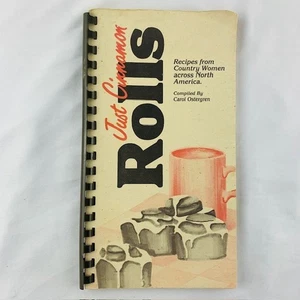 Just Cinnamon
Rolls
Recipes from
Country Women
across North
America.
Compiled By
Carol Ostergren